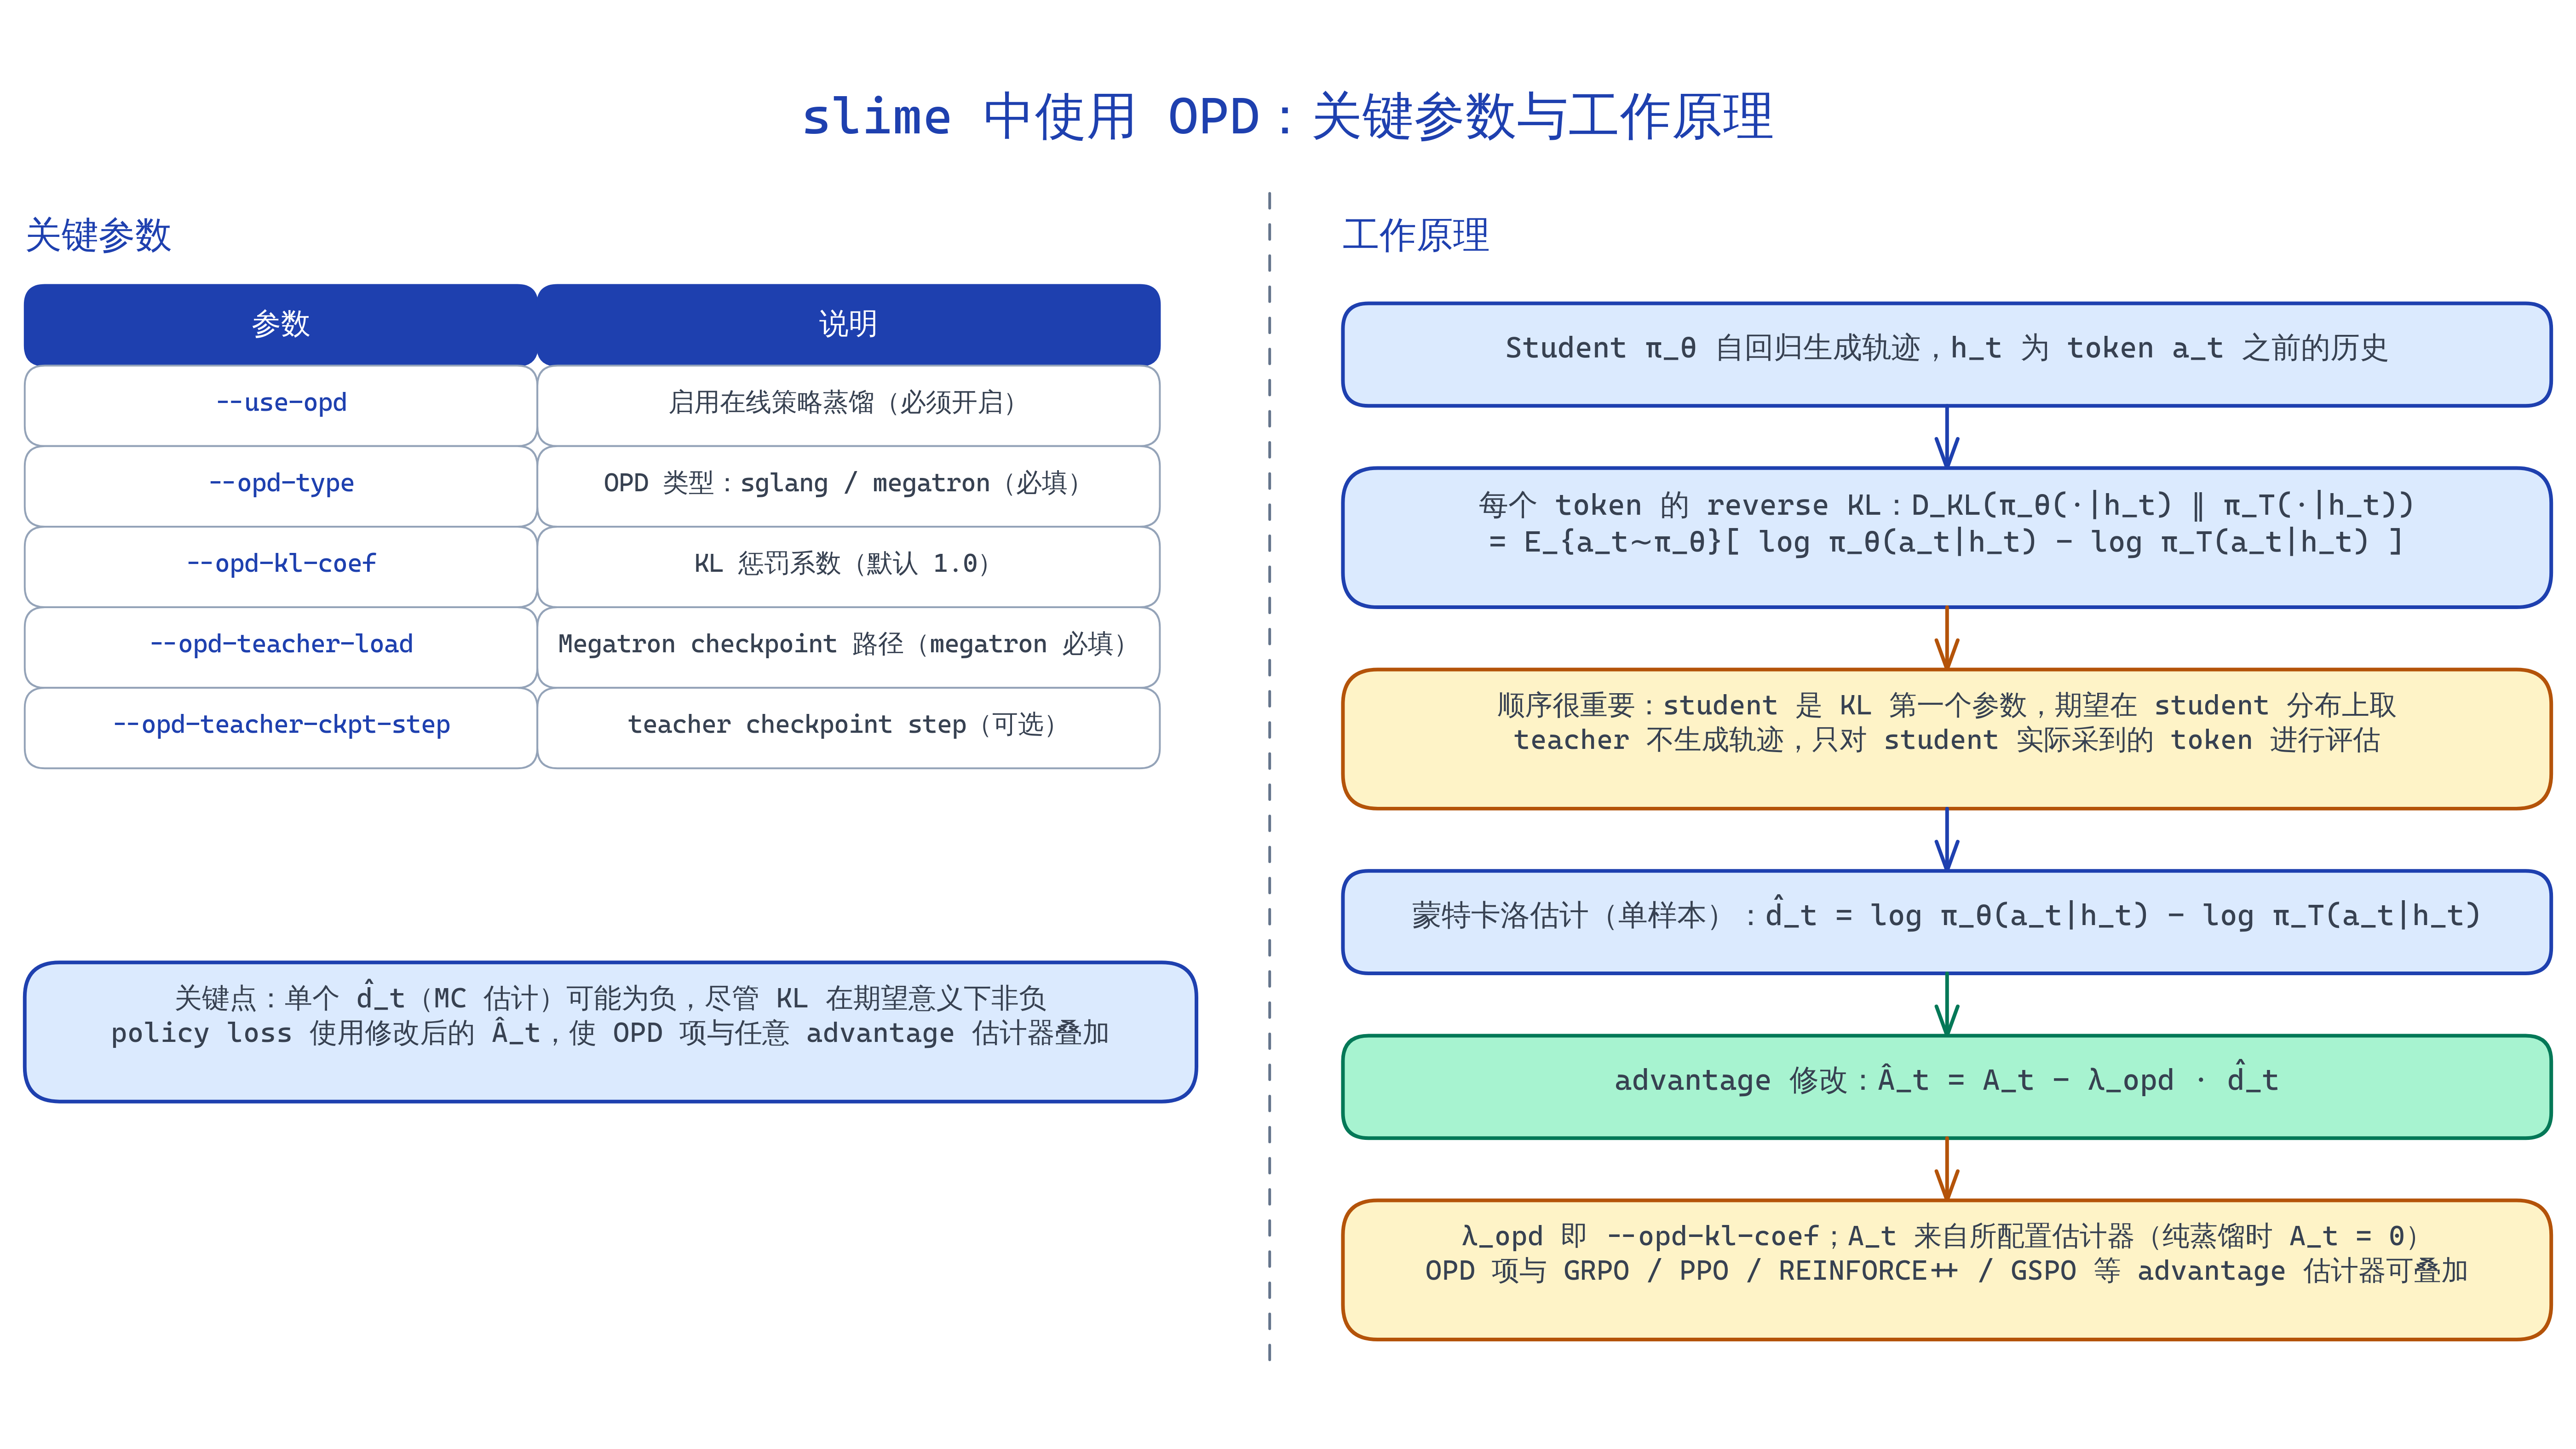 slime 中使用 OPD：关键参数与工作原理
关键参数
参数 说明
--use-opd 启用在线策略蒸馏（必须开启）
--opd-type OPD 类型：sglang / megatron（必填）
--opd-kl-coef KL 惩罚系数（默认 1.0）
--opd-teacher-load Megatron checkpoint 路径（megatron 必填）
--opd-teacher-ckpt-step teacher checkpoint step（可选）
关键点：单个 d̂_t（MC 估计）可能为负，尽管 KL 在期望意义下非负
policy loss 使用修改后的 Â_t，使 OPD 项与任意 advantage 估计器叠加
工作原理
Student π_θ 自回归生成轨迹，h_t 为 token a_t 之前的历史
每个 token 的 reverse KL：D_KL(π_θ(·|h_t) ‖ π_T(·|h_t))
= E_{a_t~π_θ}[ log π_θ(a_t|h_t) − log π_T(a_t|h_t) ]
顺序很重要：student 是 KL 第一个参数，期望在 student 分布上取
teacher 不生成轨迹，只对 student 实际采到的 token 进行评估
蒙特卡洛估计（单样本）：d̂_t = log π_θ(a_t|h_t) − log π_T(a_t|h_t)
advantage 修改：Â_t = A_t − λ_opd · d̂_t
λ_opd 即 --opd-kl-coef；A_t 来自所配置估计器（纯蒸馏时 A_t = 0）
OPD 项与 GRPO / PPO / REINFORCE++ / GSPO 等 advantage 估计器可叠加